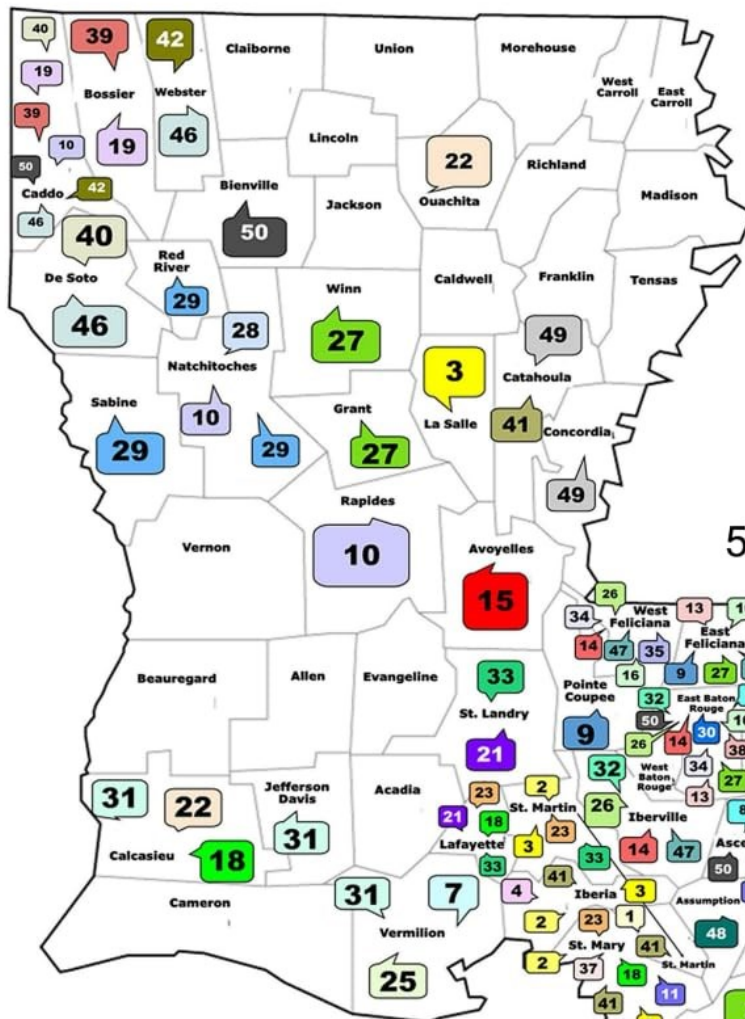 40
39
42
Claiborne
Union
Morehouse
West
Carroll
East
Carroll
19
Bossier
Webster
39
10
19
46
Lincoln
22
Richland
50
Caddo
42
Bienville
Jackson
Ouachita
Madison
46
40
50
Red
River
De Soto
29
Winn
Caldwell
Franklin
Tensas
46
28
27
49
Natchitoches
3
Catahoula
Sabine
10
Grant
La Salle
41
Concordia
29
29
27
49
Rapides
Vernon
10
Avoyelles
5
15
26
34
West
Feliciana
13
East
Feliciana
14
47
35
Beauregard
Allen
Evangeline
33
16
9
27
Pointe
Coupee
32
East Baton
Rouge
St. Landry
50
9
26
14
30
38
21
32
West
Baton
Rouge
34
27
13
31
22
Jefferson
Davis
Acadia
23
2
St. Martin
26
Iberville
21
18
23
31
Calcasieu
18
Lafayette
3
33
14
47
Asce
33
50
Cameron
31
7
4
41
Iberia
3
Assumption
Vermilion
2
23
1
48
St. Mary
41
2
St. Martin
25
37
18
11
41